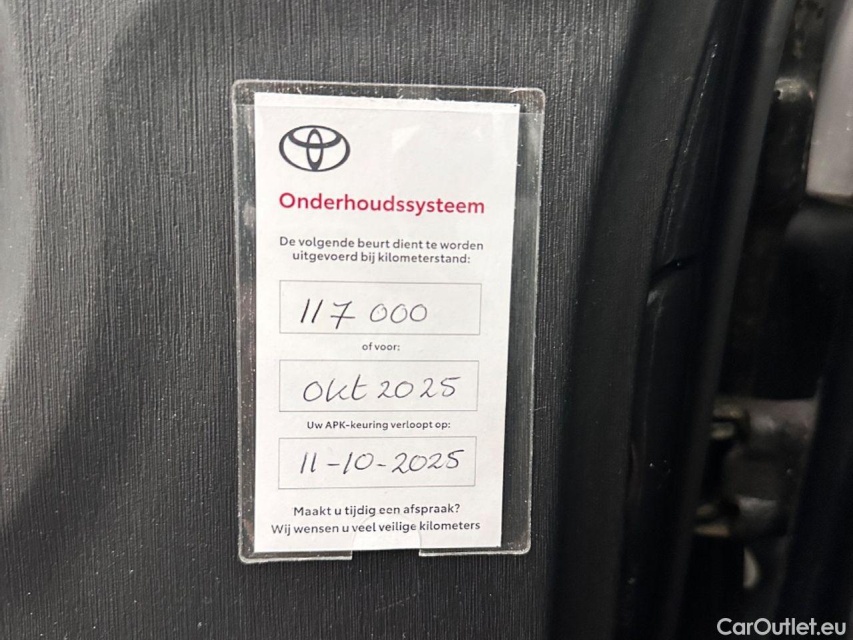 Onderhoudssysteem
De volgende beurt dient te worden
uitgevoerd bij kilometerstand:
117 000
of voor:
Okt 2025
Uw APK-keuring verloopt op:
11-10-2025
Maakt u tijdig een afspraak?
Wij wensen u veel veilige kilometers
CarOutlet.eu